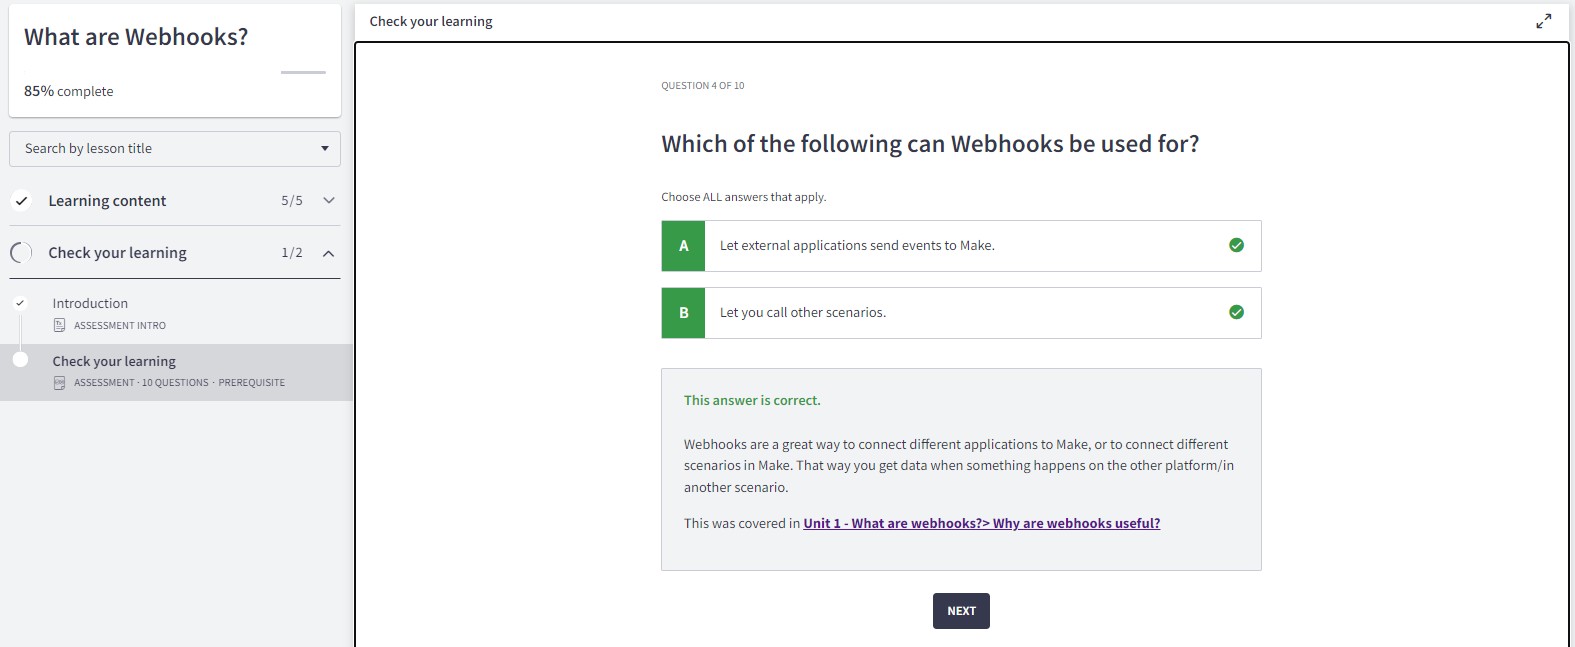 What are Webhooks?
85% complete
Search by lesson title
Learning content 5/5
Check your learning 1/2
Introduction
ASSESSMENT INTRO
Check your learning
ASSESSMENT · 10 QUESTIONS · PREREQUISITE
Check your learning
QUESTION 4 OF 10
Which of the following can Webhooks be used for?
Choose ALL answers that apply.
A Let external applications send events to Make.
B Let you call other scenarios.
This answer is correct.
Webhooks are a great way to connect different applications to Make, or to connect different
scenarios in Make. That way you get data when something happens on the other platform/in
another scenario.
This was covered in Unit 1 - What are webhooks?> Why are webhooks useful?
NEXT